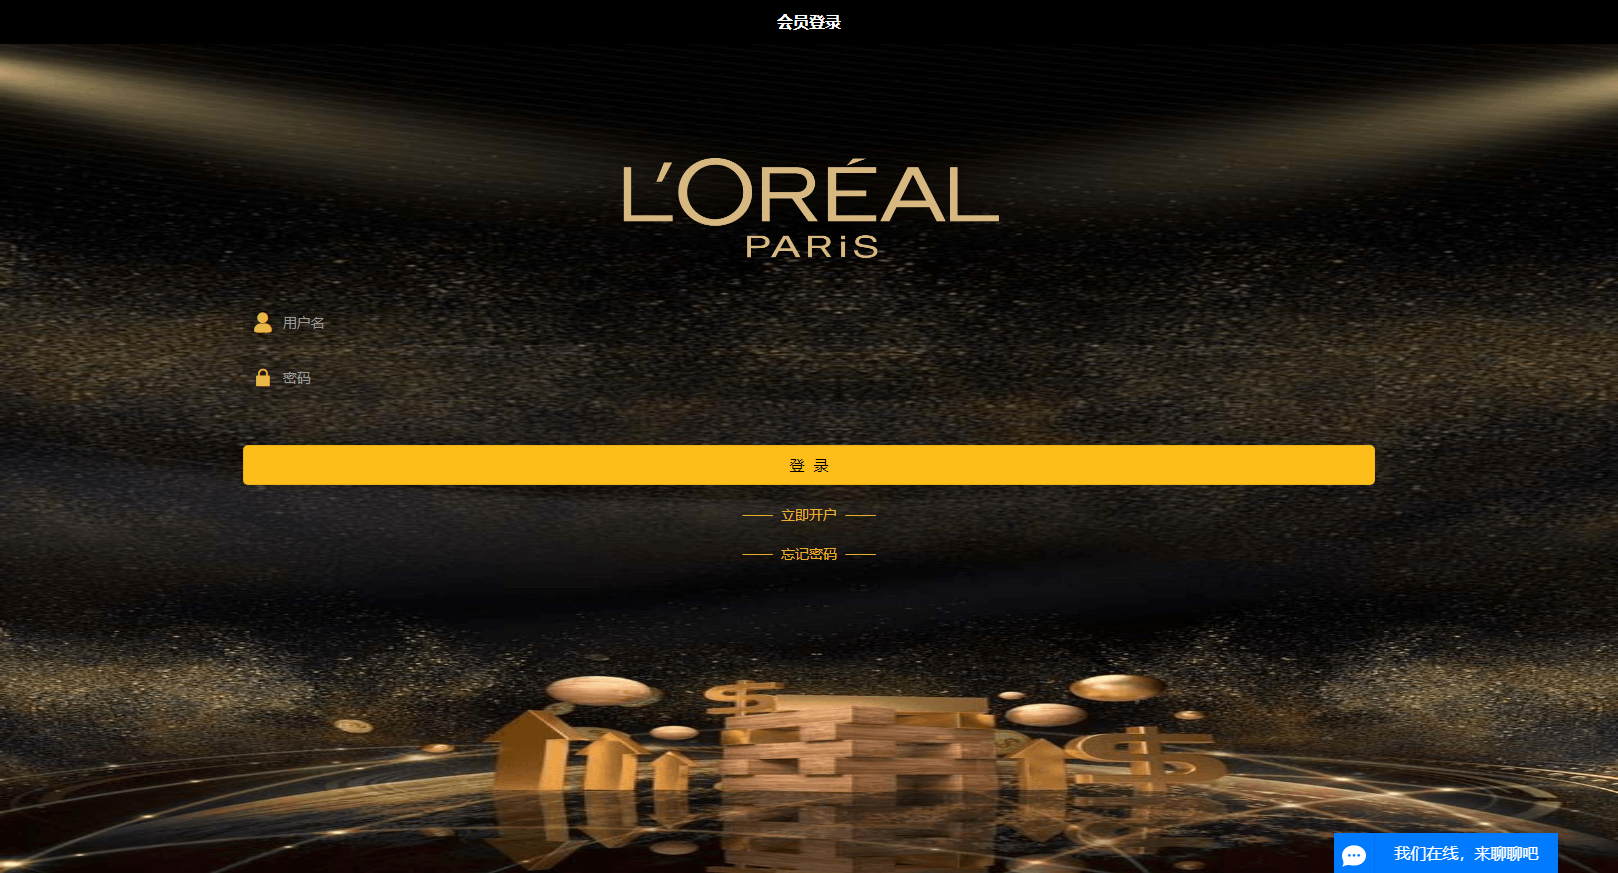 会员登录
L'ORÉAL
PARiS
用户名
密码
登 录
立即开户
忘记密码
我们在线，来聊聊吧